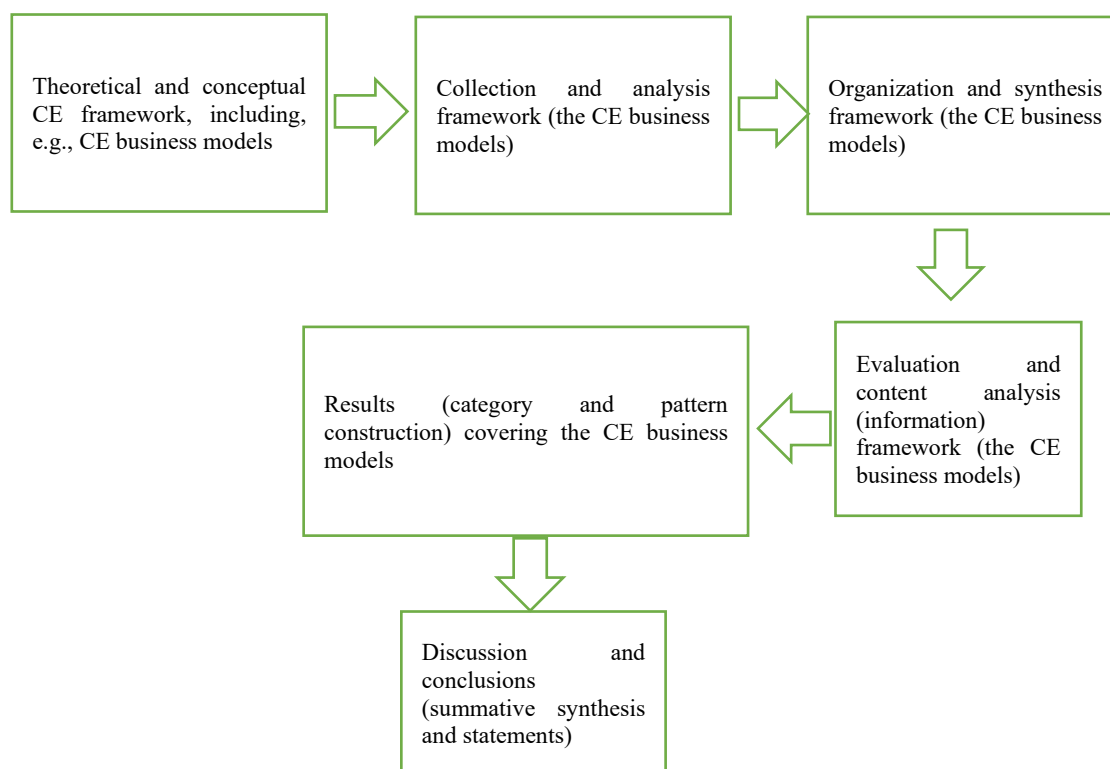 Theoretical and conceptual
CE framework, including,
e.g., CE business models
Collection and analysis
framework (the CE business
models)
Organization and synthesis
framework (the CE business
models)
Evaluation and
content analysis
(information)
framework (the CE
business models)
Results (category and pattern
construction) covering the CE business
models
Discussion and
conclusions
(summative synthesis
and statements)